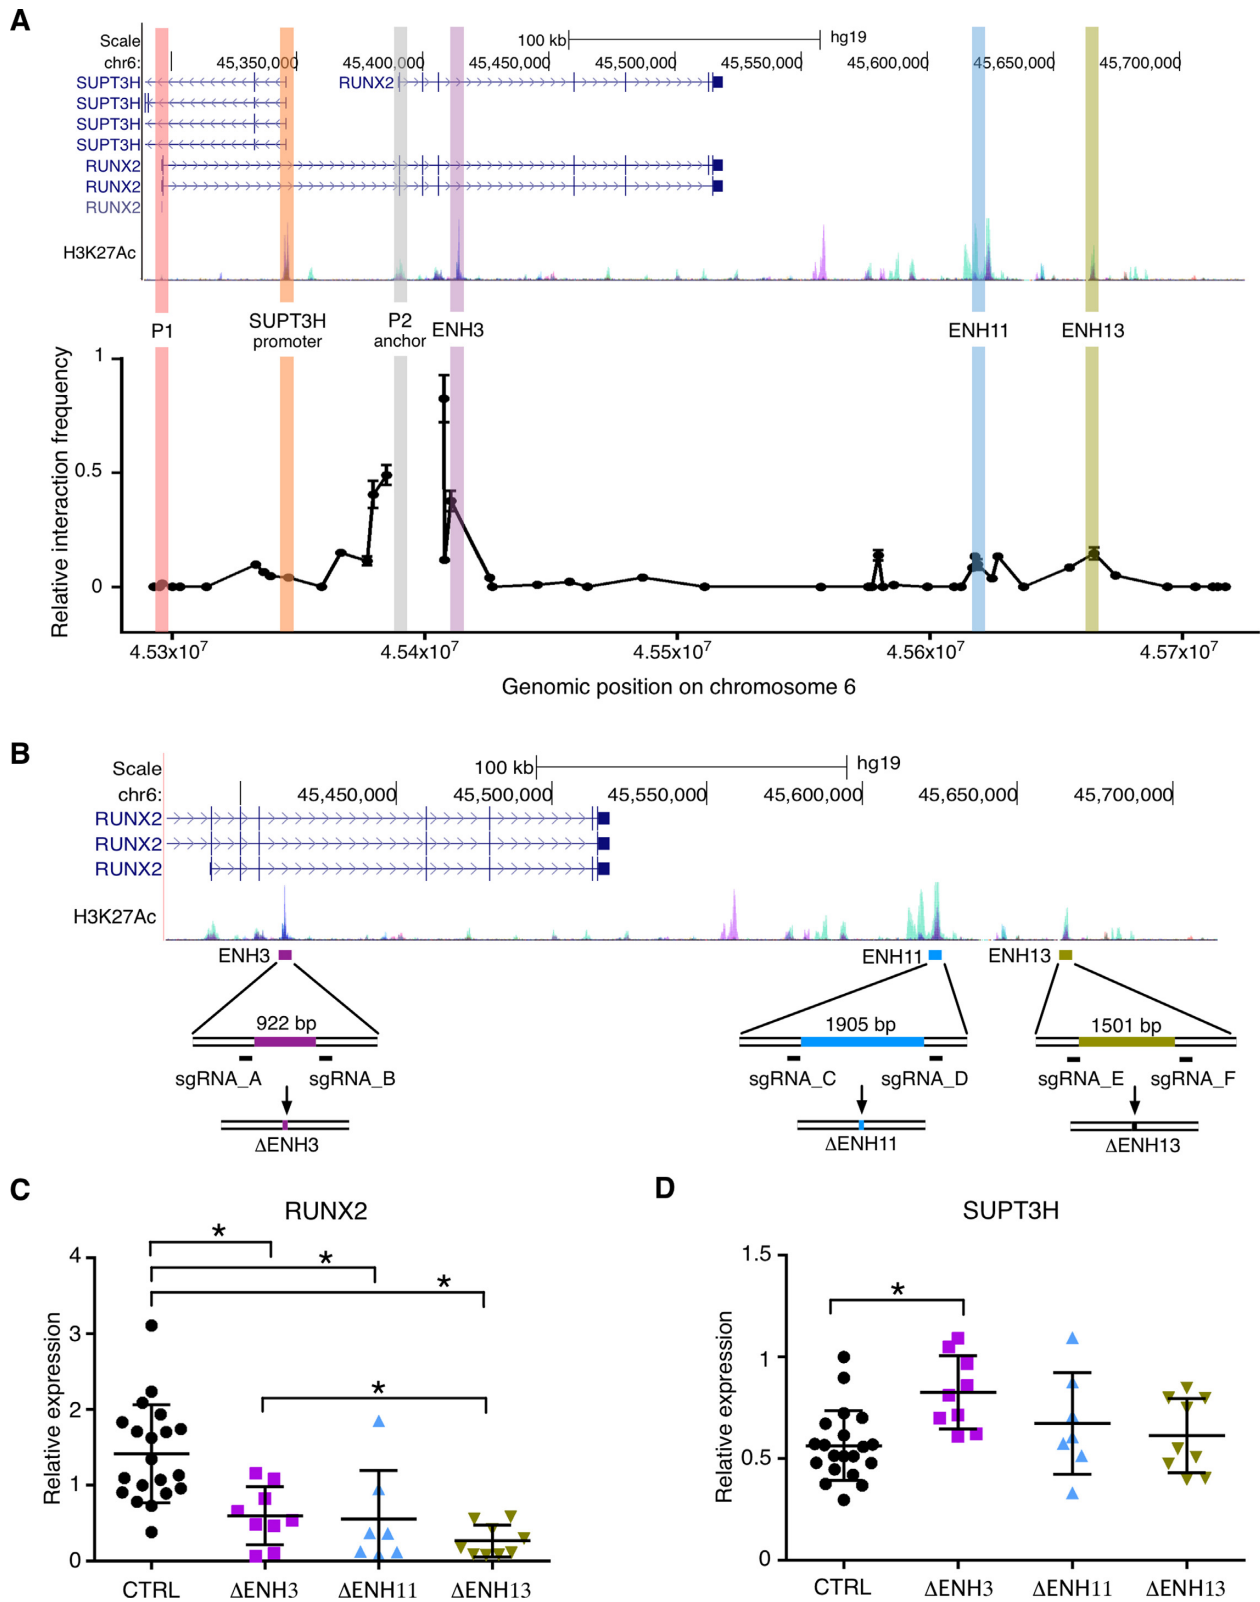 A
Scale 100 kb hg19
chr6: 45,350,000 45,400,000 45,450,000 45,500,000 45,550,000 45,600,000 45,650,000 45,700,000
SUPT3H RUNX2
SUPT3H
SUPT3H
SUPT3H
RUNX2
RUNX2
RUNX2
H3K27Ac
P1 SUPT3H promoter P2 anchor ENH3 ENH11 ENH13
Relative interaction frequency
1
0.5
0
4.53x10⁷ 4.54x10⁷ 4.55x10⁷ 4.56x10⁷ 4.57x10⁷
Genomic position on chromosome 6
B
Scale 100 kb hg19
chr6: 45,450,000 45,500,000 45,550,000 45,600,000 45,650,000 45,700,000
RUNX2
RUNX2
RUNX2
H3K27Ac
ENH3 ENH11 ENH13
922 bp 1905 bp 1501 bp
sgRNA_A sgRNA_B sgRNA_C sgRNA_D sgRNA_E sgRNA_F
ΔENH3 ΔENH11 ΔENH13
C
RUNX2
Relative expression
4
3
2
1
0
*
*
*
*
CTRL ΔENH3 ΔENH11 ΔENH13
D
SUPT3H
Relative expression
1.5
1
0.5
0
*
CTRL ΔENH3 ΔENH11 ΔENH13